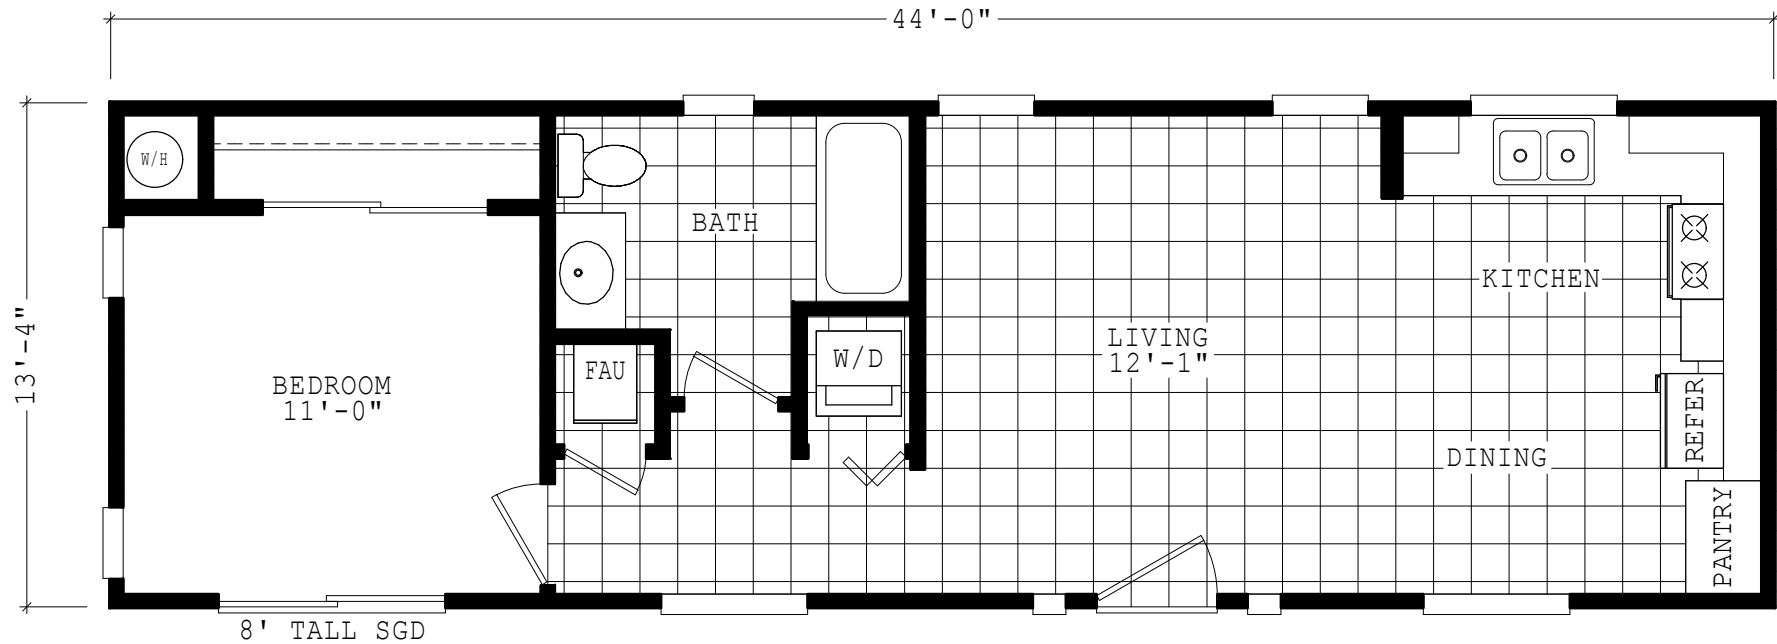 44'-0"
W/H
BATH
KITCHEN
13'-4"
LIVING
12'-1"
W/D
FAU
BEDROOM
11'-0"
REFER
DINING
PANTRY
8' TALL SGD